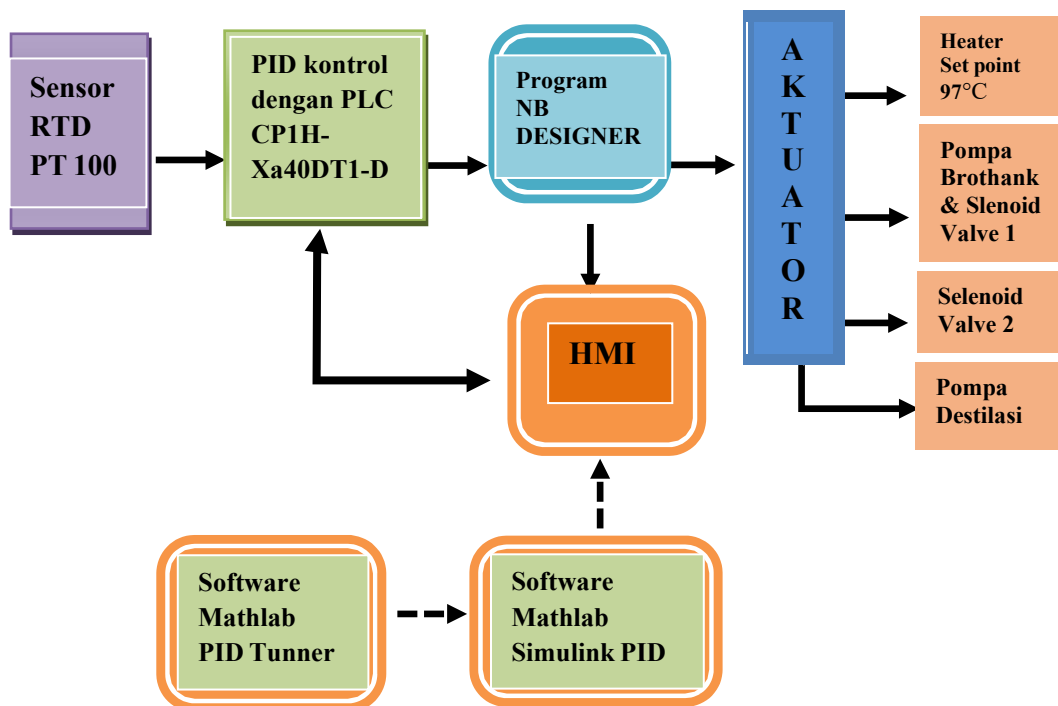 Sensor
RTD
PT 100
PID kontrol
dengan PLC
CP1H-
Xa40DT1-D
Program
NB
DESIGNER
A
K
T
U
A
T
O
R
Heater
Set point
97°C
Pompa
Brothank
& Slenoid
Valve 1
Selenoid
Valve 2
Pompa
Destilasi
HMI
Software
Mathlab
PID Tunner
Software
Mathlab
Simulink PID